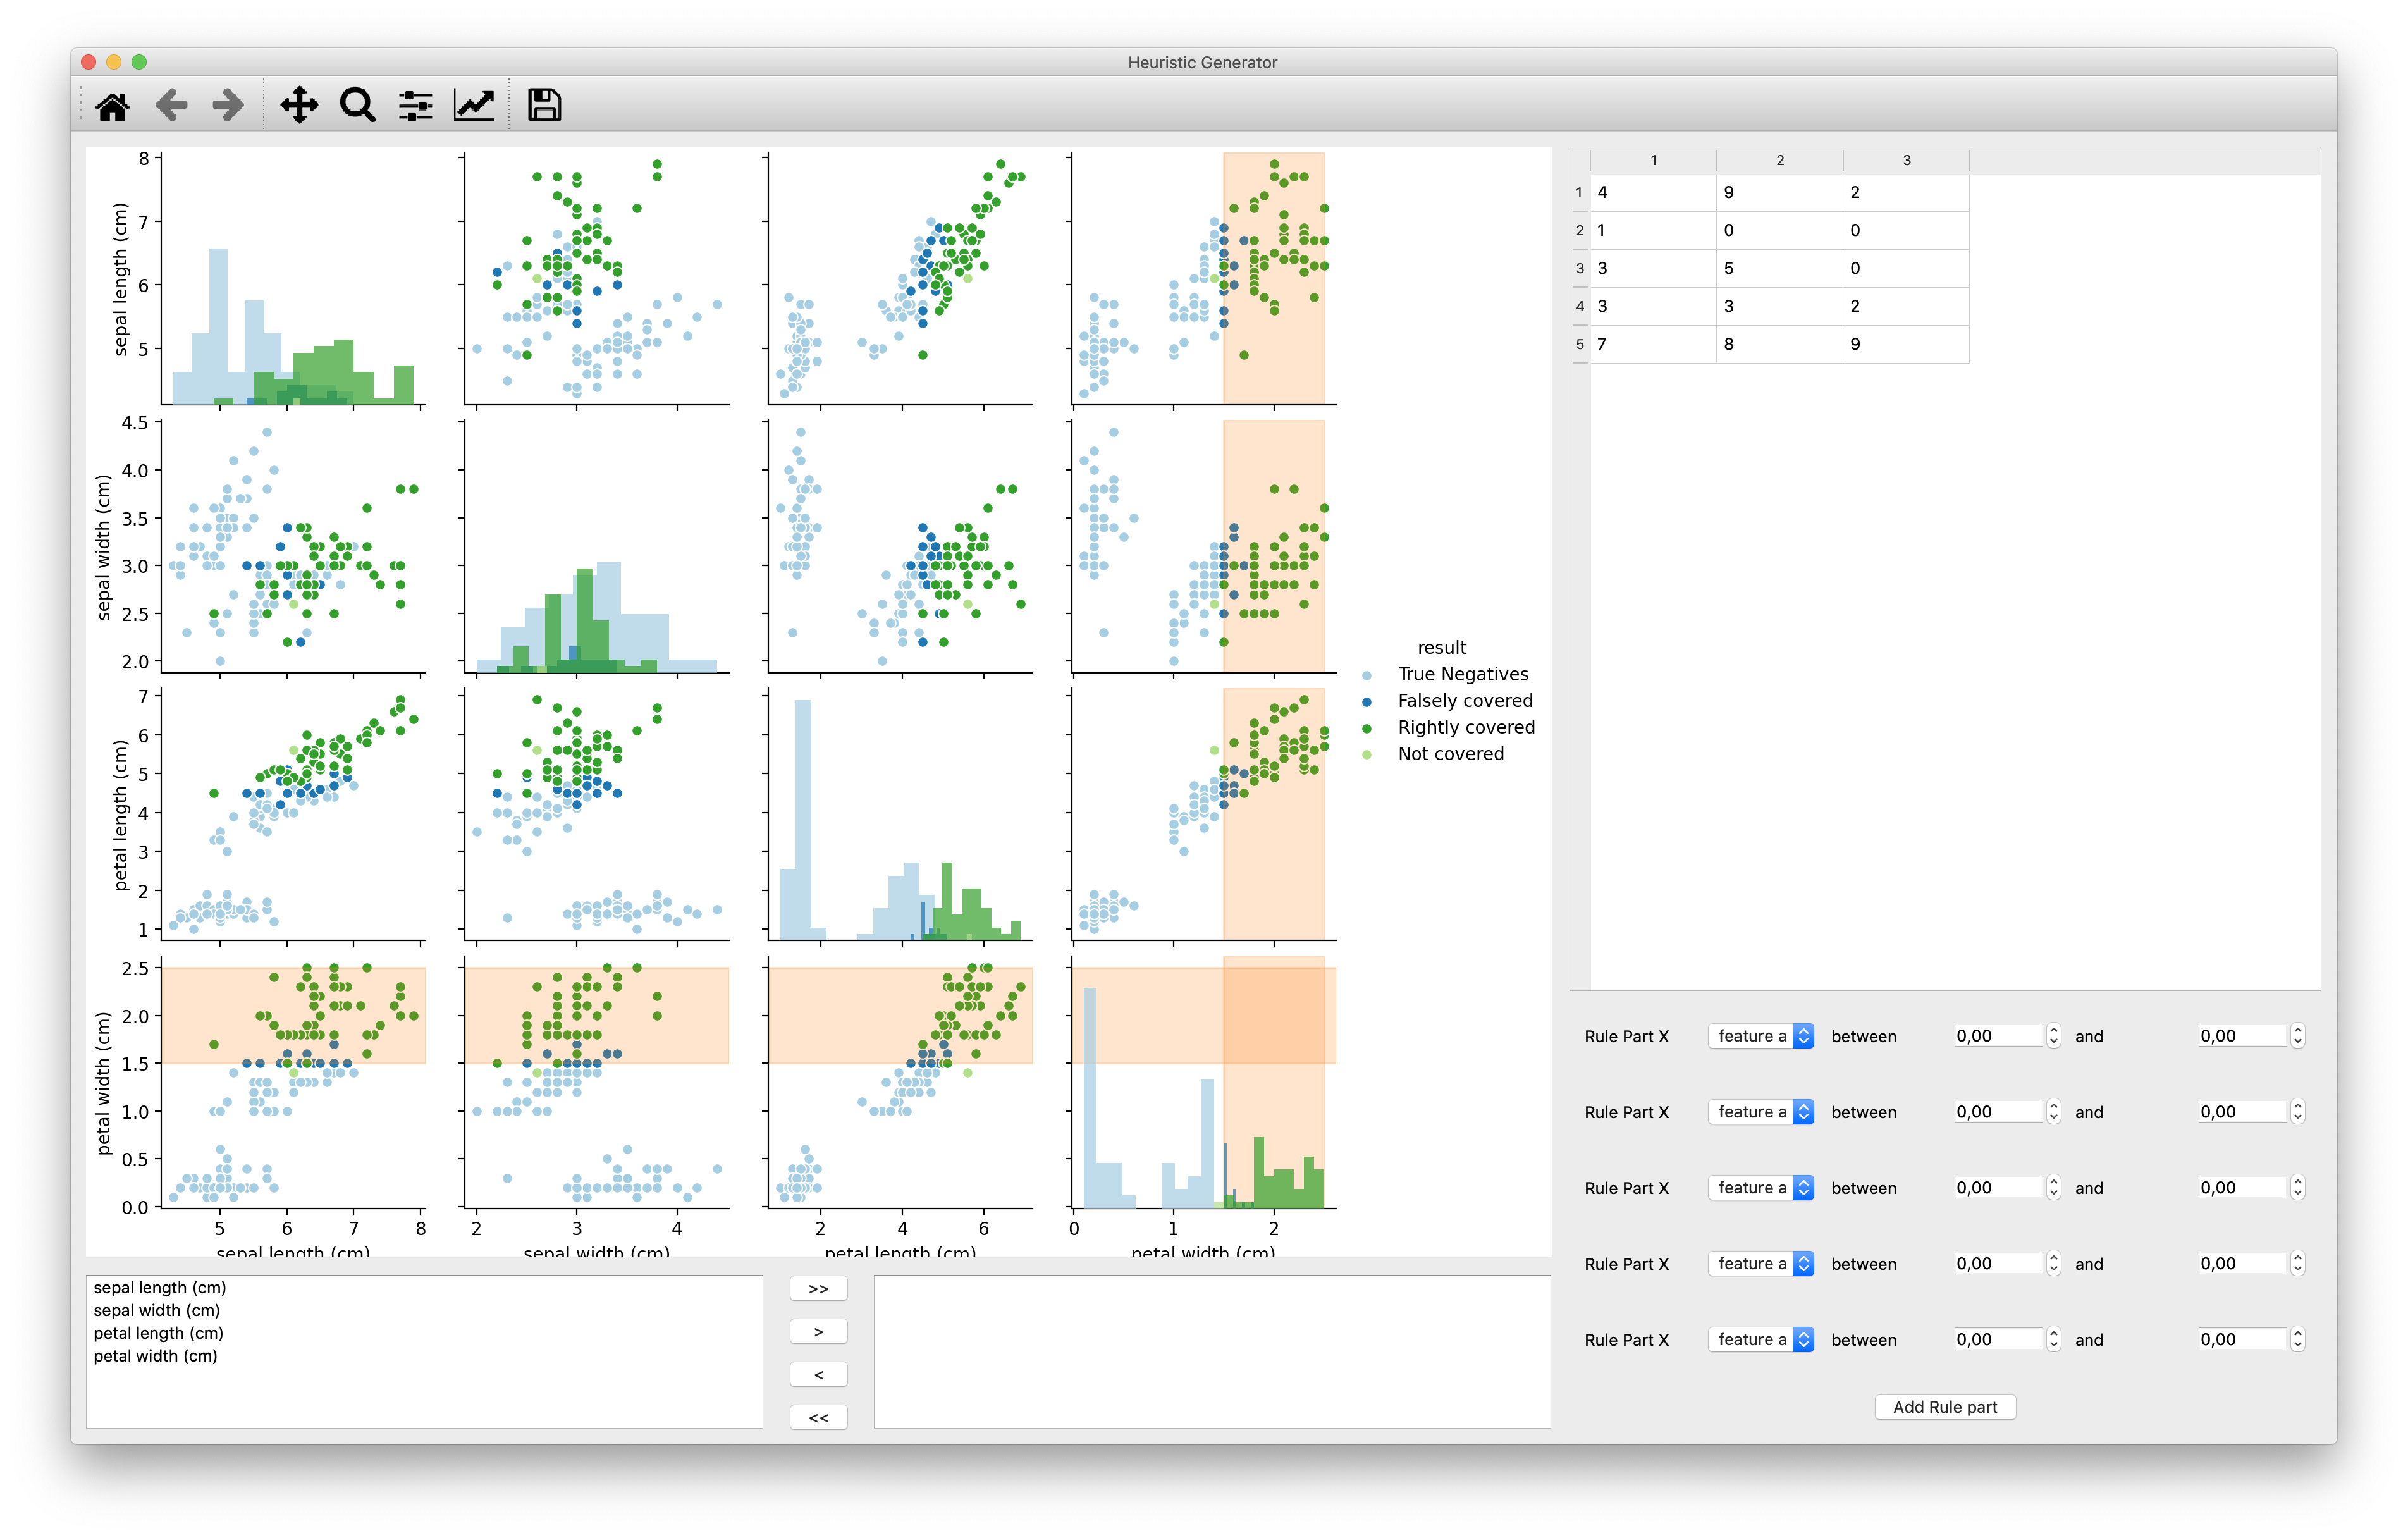 Heuristic Generator
8
7
6
5
sepal length (cm)
4.5
4.0
3.5
3.0
2.5
2.0
sepal width (cm)
7
6
5
4
3
2
1
petal length (cm)
2.5
2.0
1.5
1.0
0.5
0.0
petal width (cm)
5 6 7 8
2 3 4
2 4 6
0 1 2
sepal length (cm)
sepal width (cm)
petal length (cm)
petal width (cm)
result
True Negatives
Falsely covered
Rightly covered
Not covered
sepal length (cm)
sepal width (cm)
petal length (cm)
petal width (cm)
>>
>
<
<<
1 2 3
1 4 9 2
2 1 0 0
3 3 5 0
4 3 3 2
5 7 8 9
Rule Part X feature a between 0,00 and 0,00
Rule Part X feature a between 0,00 and 0,00
Rule Part X feature a between 0,00 and 0,00
Rule Part X feature a between 0,00 and 0,00
Rule Part X feature a between 0,00 and 0,00
Add Rule part